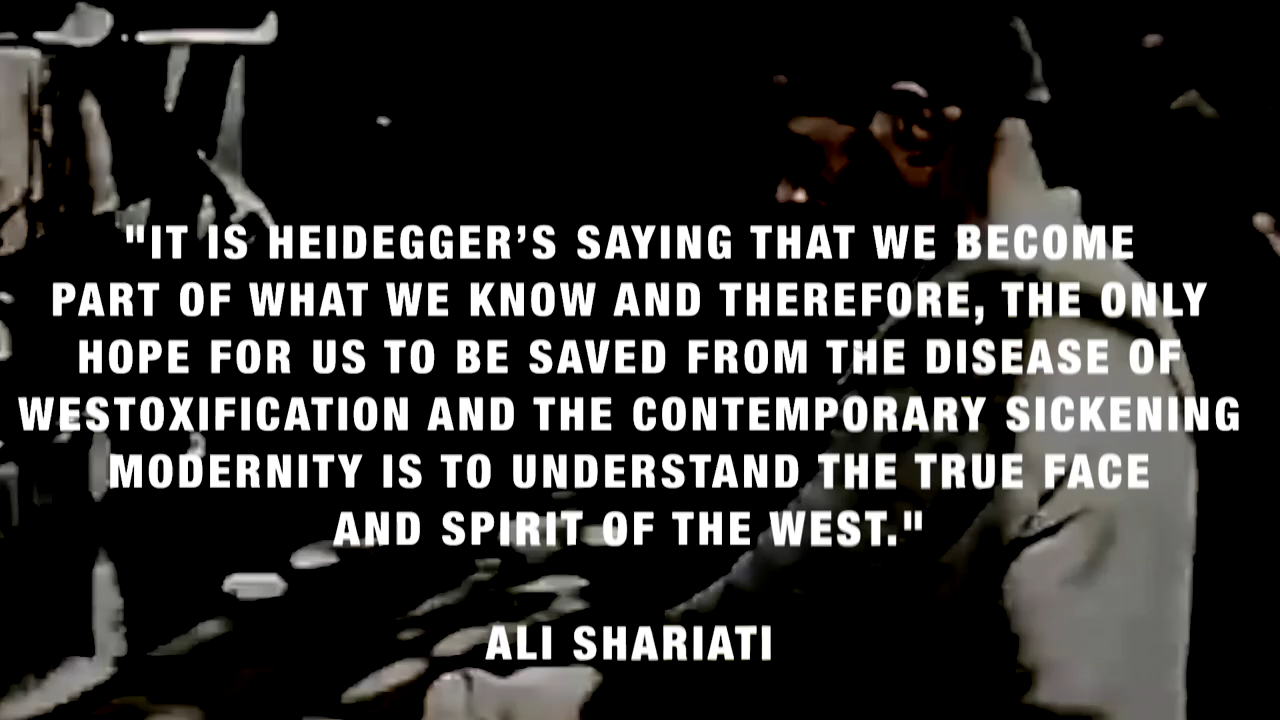 "IT IS HEIDEGGER’S SAYING THAT WE BECOME
PART OF WHAT WE KNOW AND THEREFORE, THE ONLY
HOPE FOR US TO BE SAVED FROM THE DISEASE OF
WESTOXIFICATION AND THE CONTEMPORARY SICKENING
MODERNITY IS TO UNDERSTAND THE TRUE FACE
AND SPIRIT OF THE WEST."
ALI SHARIATI